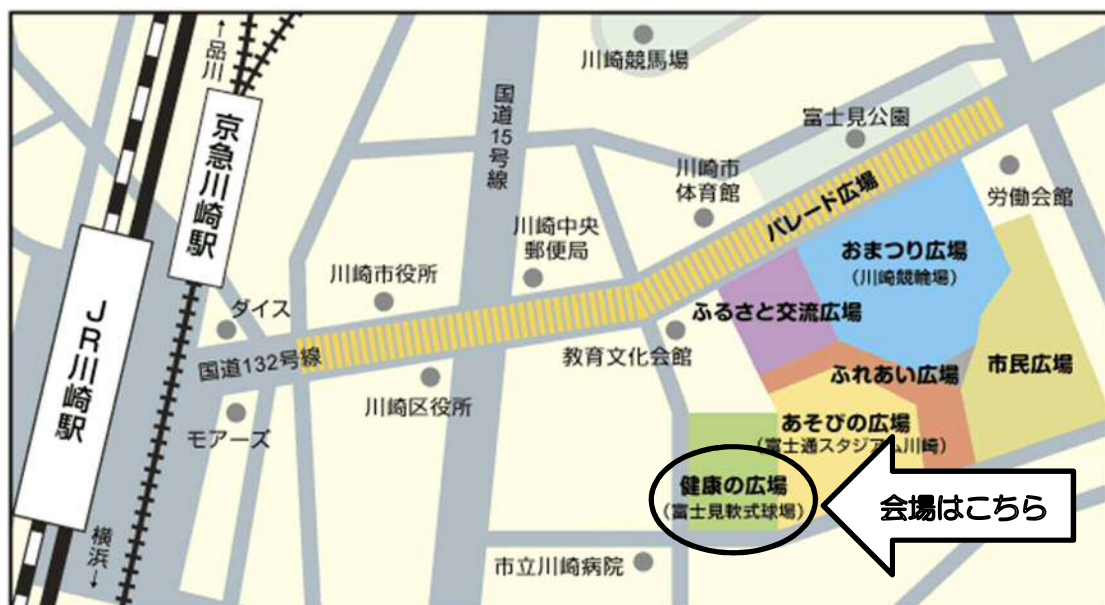 ←品川
京急川崎駅
JR川崎駅
横浜→
国道15号線
川崎競馬場
富士見公園
川崎市
体育館
パレード広場
労働会館
川崎中央
郵便局
川崎市役所
ダイス
国道132号線
モアーズ
川崎区役所
教育文化会館
おまつり広場
(川崎競輪場)
ふるさと交流広場
ふれあい広場
市民広場
あそびの広場
(富士通スタジアム川崎)
健康の広場
(富士見軟式球場)
会場はこちら
市立川崎病院